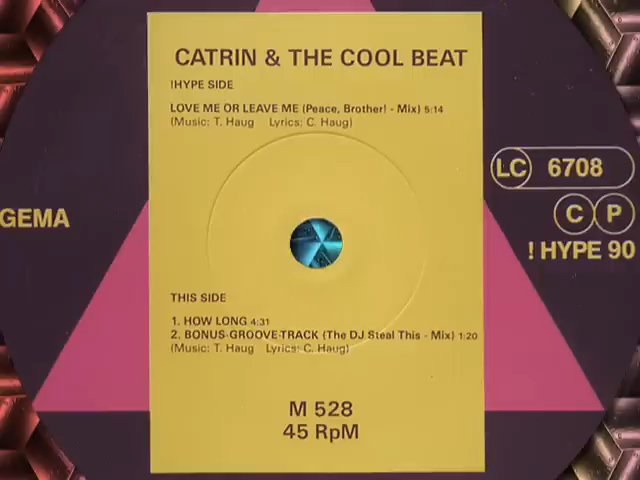 CATRIN & THE COOL BEAT
!HYPE SIDE
LOVE ME OR LEAVE ME (Peace, Brother! - Mix) 5:14
(Music: T. Haug Lyrics: C. Haug)
LC 6708
GEMA
C P
! HYPE 90
THIS SIDE
1. HOW LONG 4:31
2. BONUS-GROOVE-TRACK (The DJ Steal This - Mix) 1:20
(Music: T. Haug Lyrics: C. Haug)
M 528
45 RpM